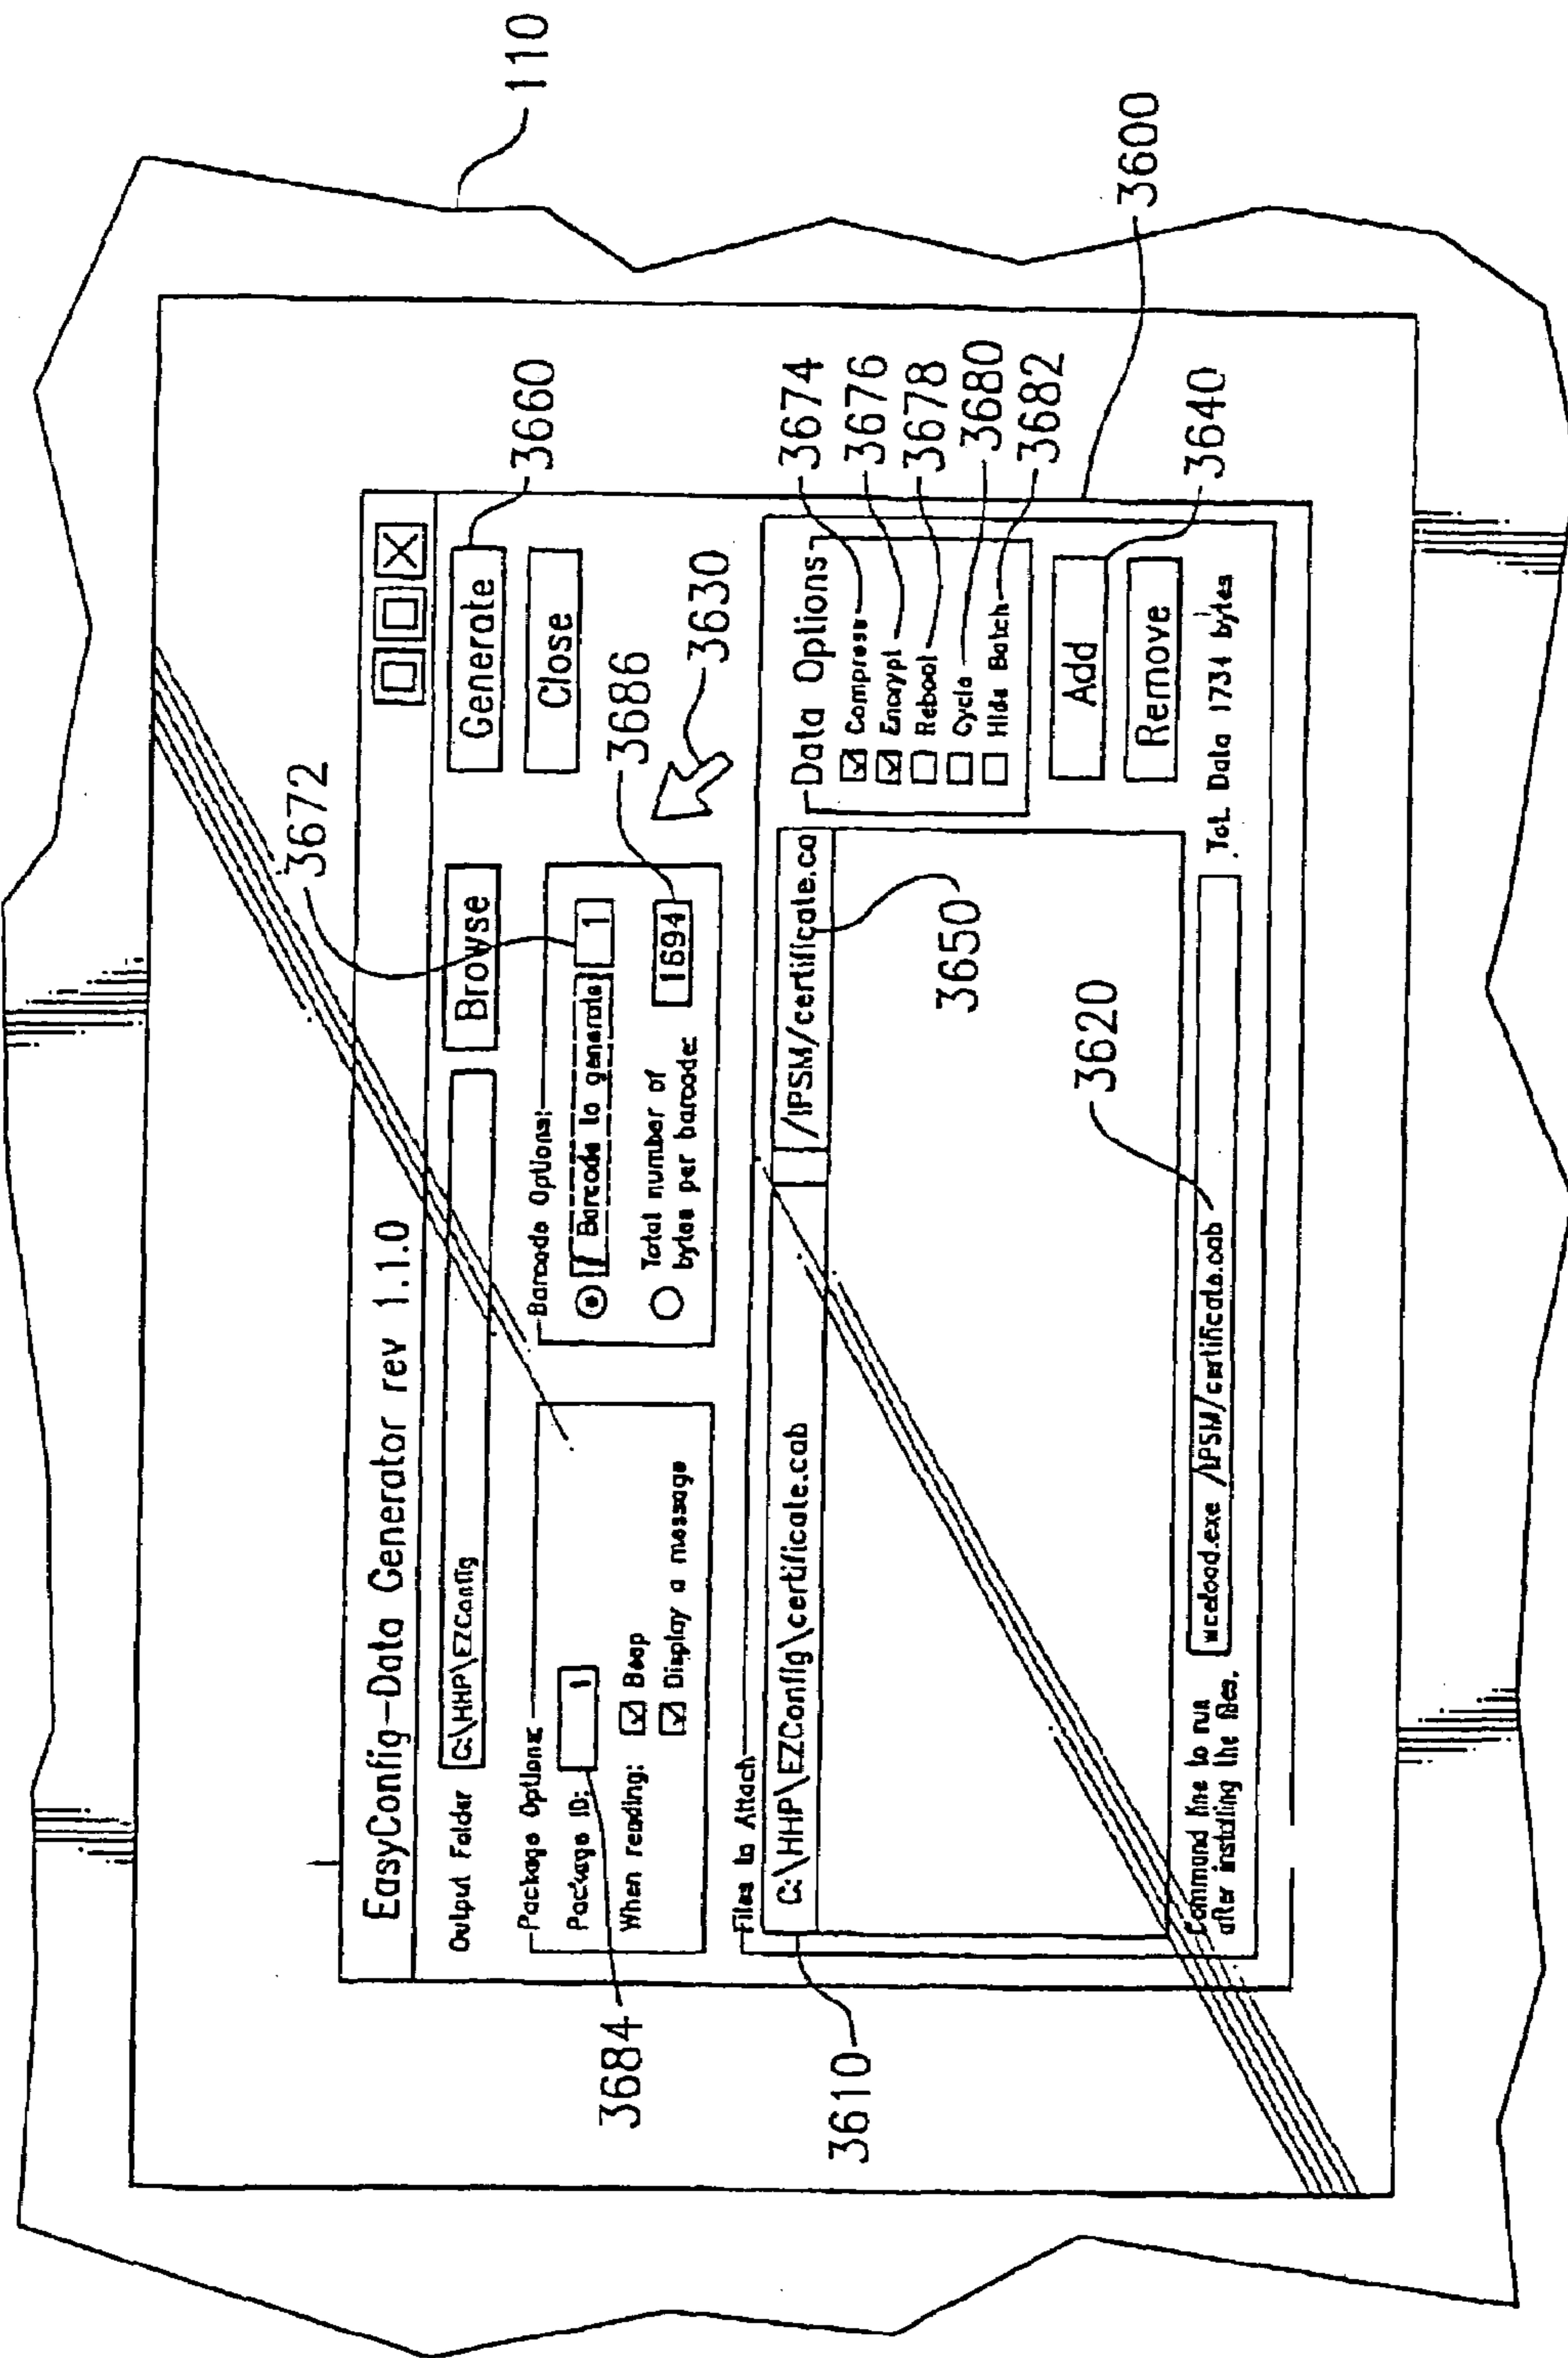 110
EasyConfig-Data Generator rev 1.1.0
Output Folder C:\HHP\EZConfig Browse Generate 3660
Close
3672
Package Options:
Package ID: 1
When reading: Beep
Display a message
3684
Barcode Options:
# Barcode to generate 1
Total number of
bytes per barcode: 1694
3686
3630
Files to Attach
C:\HHP\EZConfig\certificate.cab /IPSM/certificate.ca
3610
3650
Data Options
Compress 3674
Encrypt 3676
Reboot 3678
Cycle 3680
Hide Batch 3682
Add 3640
Remove
3620
Command line to run
after installing the files.
wceload.exe /IPSM/certificate.cab
Tot. Data 1734 bytes
3600